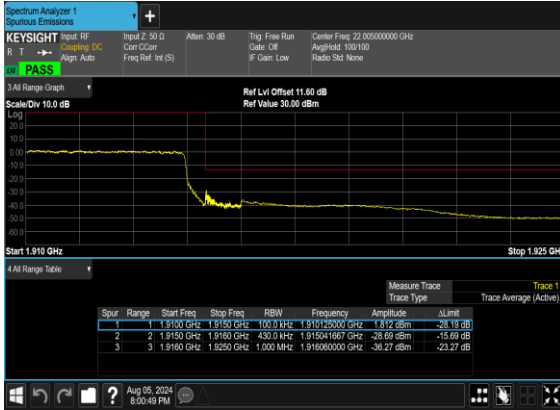 Spectrum Analyzer 1
Spurious Emissions
+
KEYSIGHT Input: RF Input Z: 50 Ω Atten: 30 dB Trig: Free Run Center Freq: 22.005000000 GHz
R T Coupling: DC Corr CCorr Gate: Off Avg|Hold: 100/100
Align: Auto Freq Ref: Int (S) IF Gain: Low Radio Std: None
PASS
3 All Range Graph
Ref Lvl Offset 11.60 dB
Scale/Div 10.0 dB Ref Value 30.00 dBm
Log
20.0
10.0
0.00
-10.0
-20.0
-30.0
-40.0
-50.0
-60.0
Start 1.910 GHz Stop 1.925 GH
4 All Range Table
Measure Trace Trace 1
Trace Type Trace Average (Active)
Spur Range Start Freq Stop Freq RBW Frequency Amplitude ΔLimit
1 1 1.9100 GHz 1.9150 GHz 100.0 kHz 1.910125000 GHz 1.812 dBm -28.19 dB
2 2 1.9150 GHz 1.9160 GHz 430.0 kHz 1.915041667 GHz -28.69 dBm -15.69 dB
3 3 1.9160 GHz 1.9250 GHz 1.000 MHz 1.916060000 GHz -36.27 dBm -23.27 dB
? Aug 05, 2024
8:00:49 PM